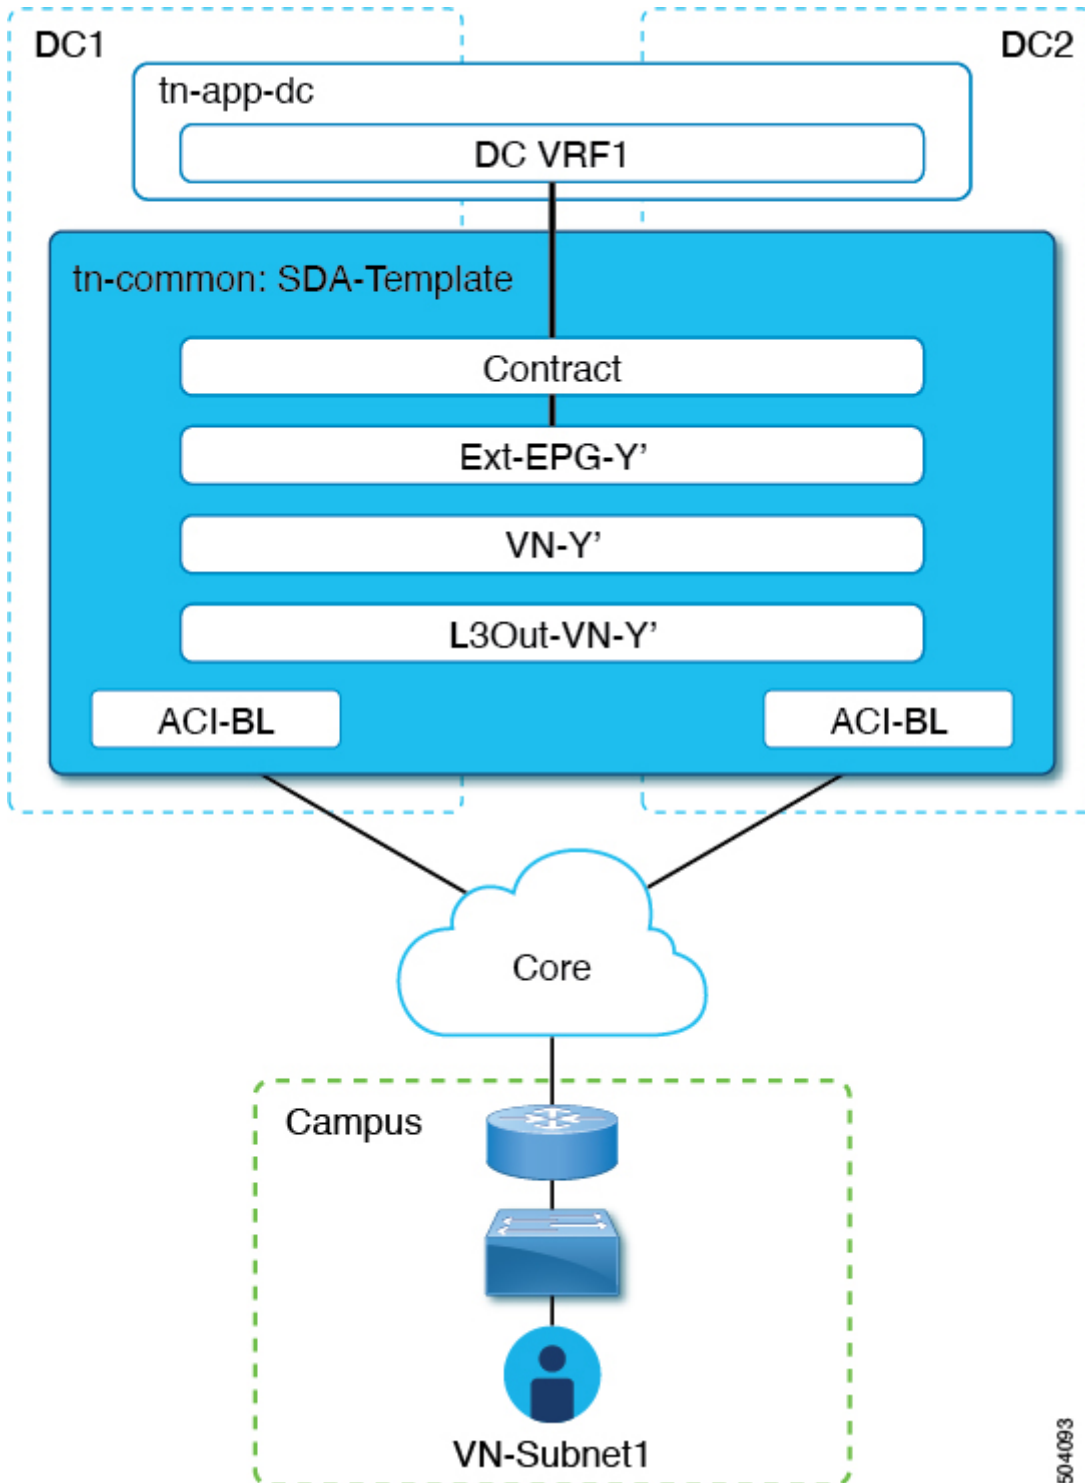 DC1
DC2
tn-app-dc
DC VRF1
tn-common: SDA-Template
Contract
Ext-EPG-Y’
VN-Y’
L3Out-VN-Y’
ACI-BL
ACI-BL
Core
Campus
VN-Subnet1
504093